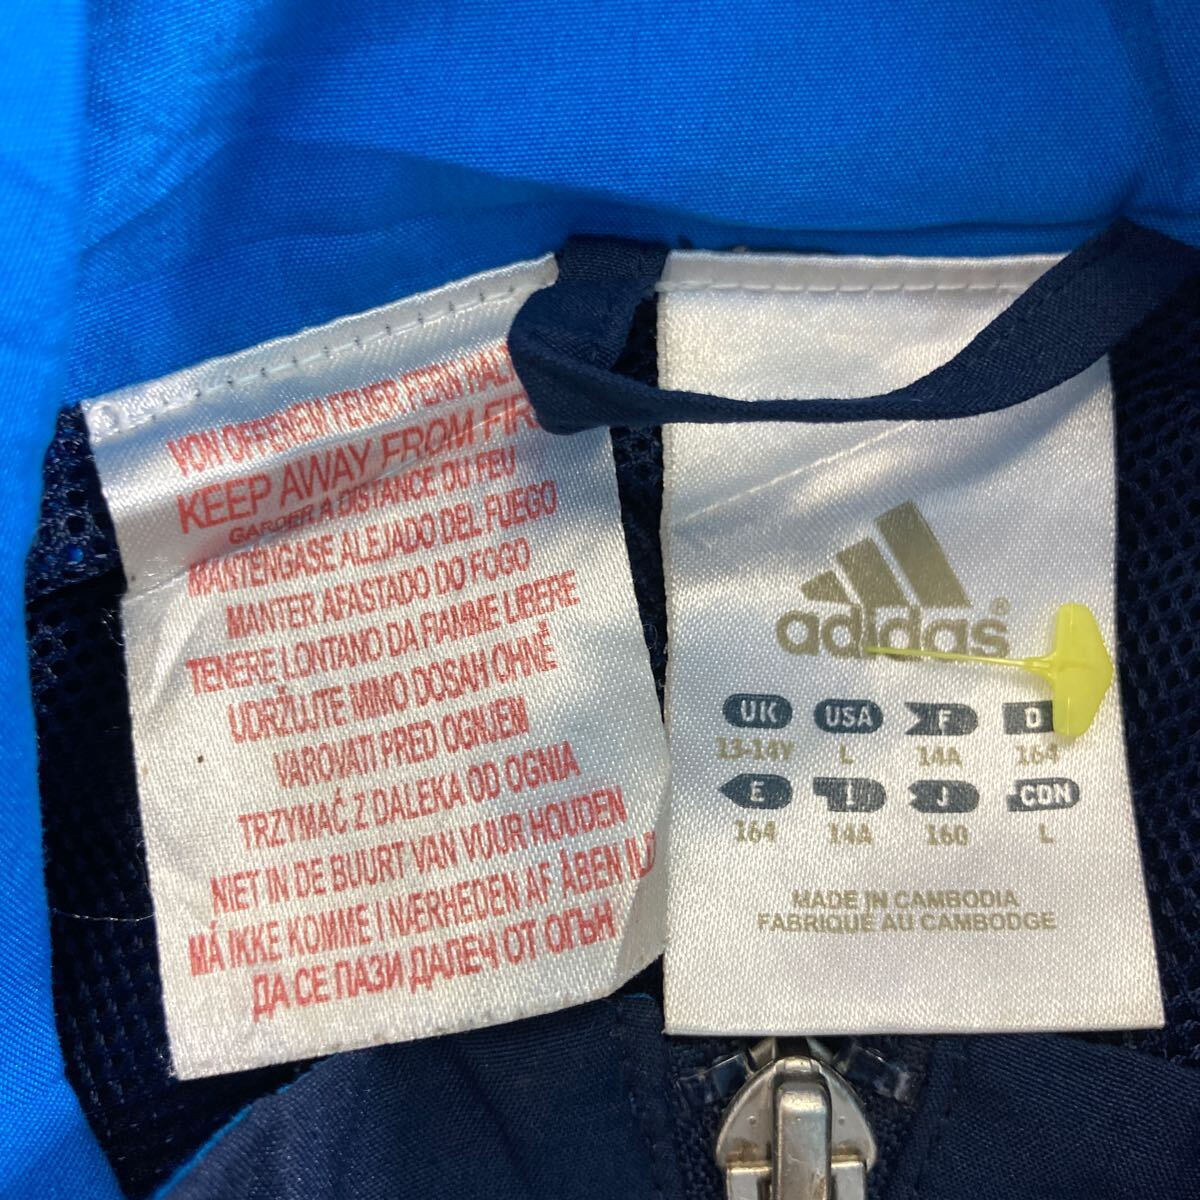 VON OFFENEM FEUER FERN HALT
KEEP AWAY FROM FIR
GARDER A DISTANCE DU FEU
MANTÉNGASE ALEJADO DEL FUEGO
MANTER AFASTADO DO FOGO
TENERE LONTANO DA FIAMME LIBERE
UDRŽUJTE MIMO DOSAH OHNĚ
VAROVATI PRED OGNJEM
TRZYMAĆ Z DALEKA OD OGNIA
NIET IN DE BUURT VAN VUUR HOUDEN
MÅ IKKE KOMME I NÆRHEDEN AF ÅBEN ILD
ДА СЕ ПАЗИ ДАЛЕЧ ОТ ОГЪН
adidas®
UK USA F D
13-14Y L 14A 164
E I J CDN
164 14A 160 L
MADE IN CAMBODIA
FABRIQUE AU CAMBODGE